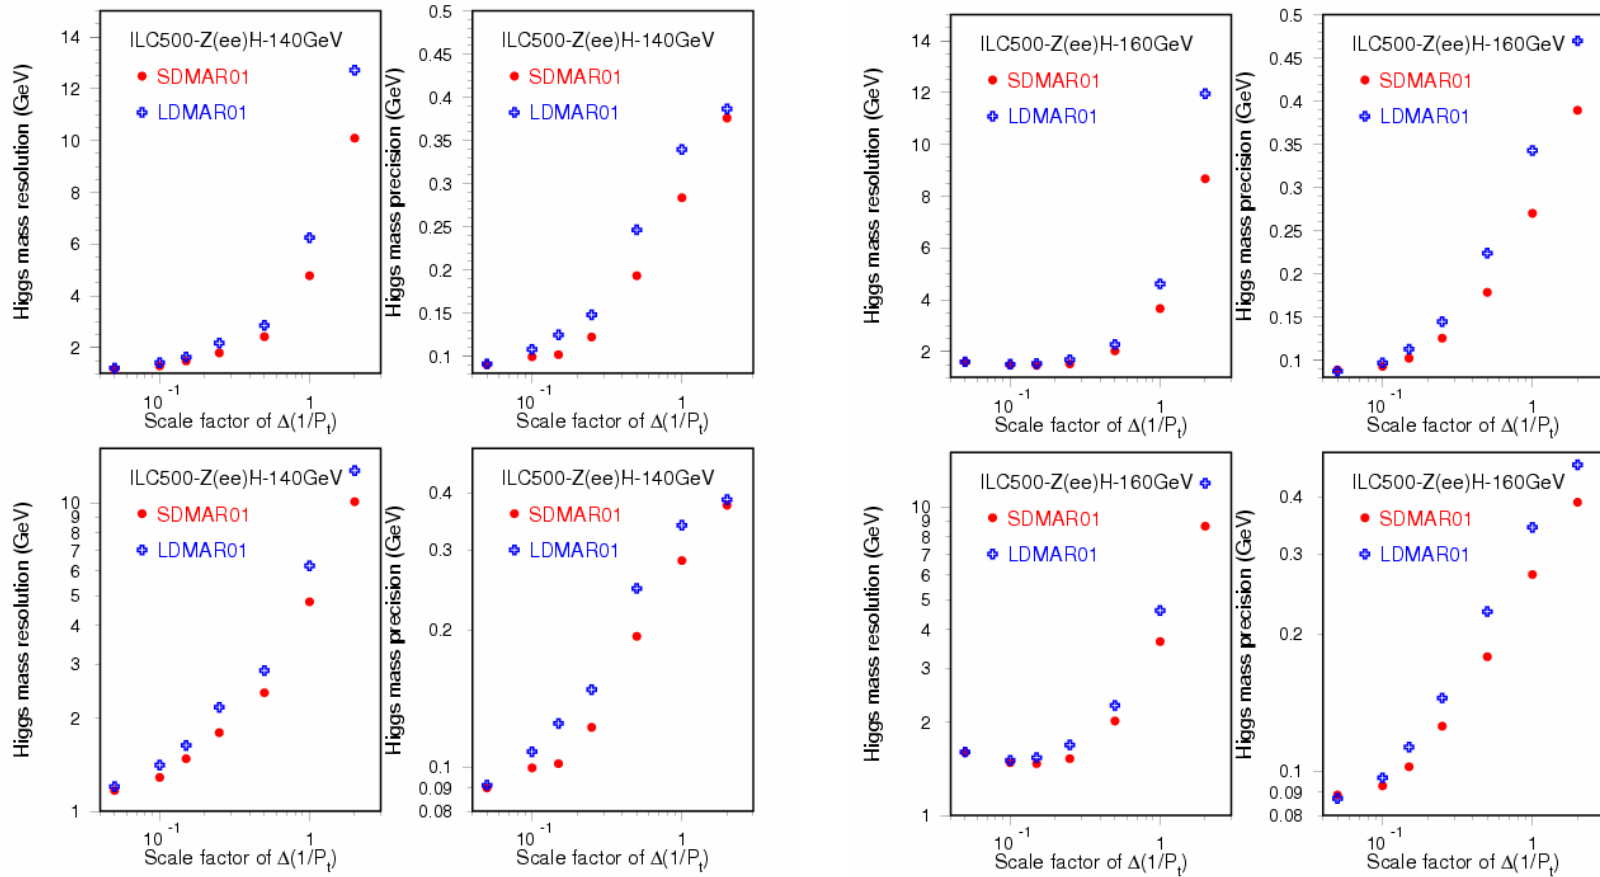 Higgs mass resolution (GeV)
14
12
10
8
6
4
2
ILC500-Z(ee)H-140GeV
SDMAR01
LDMAR01
10 -1
1
Scale factor of Δ(1/Pt)
Higgs mass precision (GeV)
0.5
0.45
0.4
0.35
0.3
0.25
0.2
0.15
0.1
ILC500-Z(ee)H-140GeV
SDMAR01
LDMAR01
10 -1
1
Scale factor of Δ(1/Pt)
Higgs mass resolution (GeV)
14
12
10
8
6
4
2
ILC500-Z(ee)H-160GeV
SDMAR01
LDMAR01
10 -1
1
Scale factor of Δ(1/Pt)
Higgs mass precision (GeV)
0.5
0.45
0.4
0.35
0.3
0.25
0.2
0.15
0.1
ILC500-Z(ee)H-160GeV
SDMAR01
LDMAR01
10 -1
1
Scale factor of Δ(1/Pt)
Higgs mass resolution (GeV)
10
9
8
7
6
5
4
3
2
1
ILC500-Z(ee)H-140GeV
SDMAR01
LDMAR01
10 -1
1
Scale factor of Δ(1/Pt)
Higgs mass precision (GeV)
0.4
0.3
0.2
0.1
0.09
0.08
ILC500-Z(ee)H-140GeV
SDMAR01
LDMAR01
10 -1
1
Scale factor of Δ(1/Pt)
Higgs mass resolution (GeV)
10
9
8
7
6
5
4
3
2
1
ILC500-Z(ee)H-160GeV
SDMAR01
LDMAR01
10 -1
1
Scale factor of Δ(1/Pt)
Higgs mass precision (GeV)
0.4
0.3
0.2
0.1
0.09
0.08
ILC500-Z(ee)H-160GeV
SDMAR01
LDMAR01
10 -1
1
Scale factor of Δ(1/Pt)